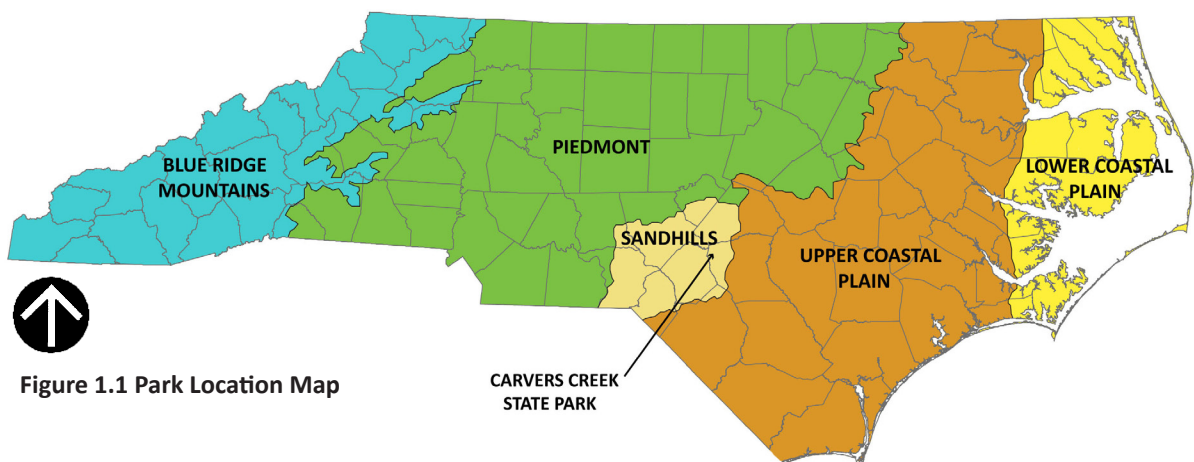 BLUE RIDGE
MOUNTAINS
PIEDMONT
SANDHILLS
UPPER COASTAL
PLAIN
LOWER COASTAL
PLAIN
CARVERS CREEK
STATE PARK
Figure 1.1 Park Location Map